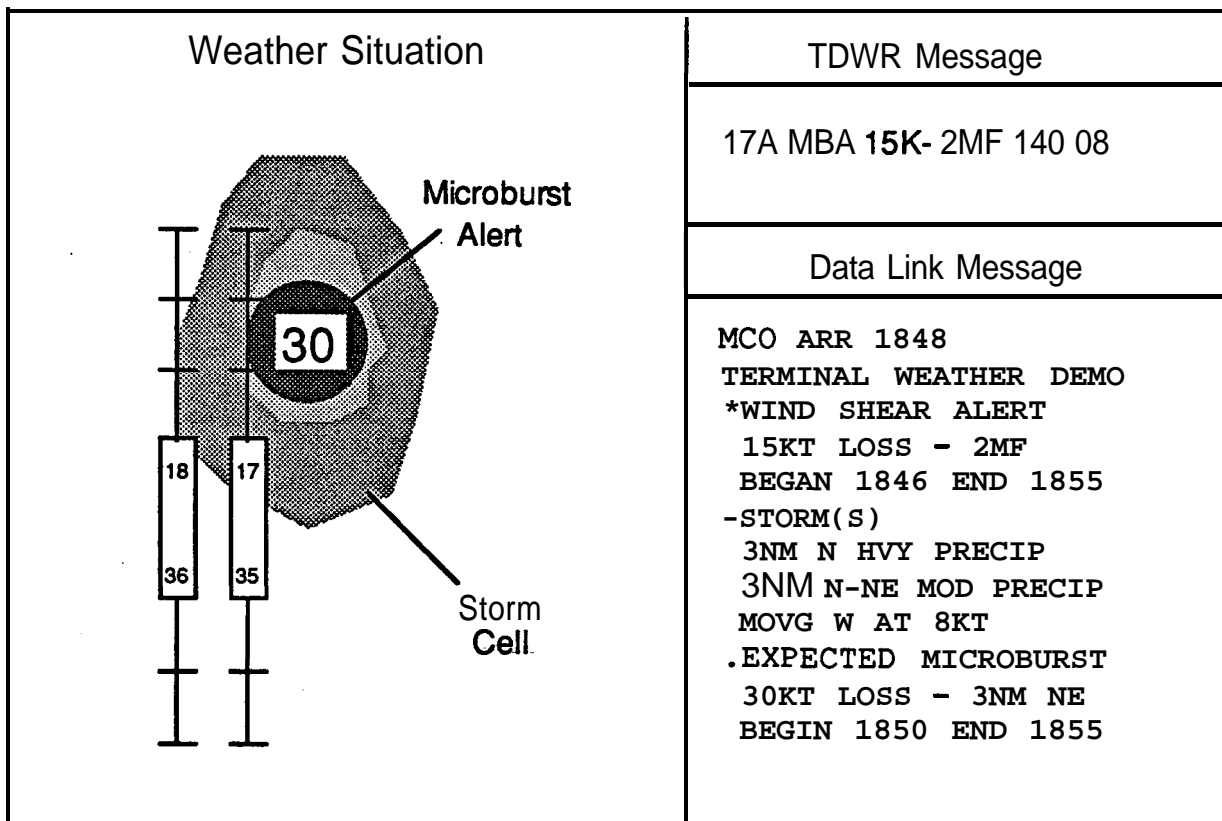 Weather Situation
Microburst
Alert
30
18
17
36
35
Storm
Cell
TDWR Message
17A MBA 15K- 2MF 140 08
Data Link Message
MCO ARR 1848
TERMINAL WEATHER DEMO
*WIND SHEAR ALERT
15KT LOSS - 2MF
BEGAN 1846 END 1855
-STORM(S)
3NM N HVY PRECIP
3NM N-NE MOD PRECIP
MOVG W AT 8KT
.EXPECTED MICROBURST
30KT LOSS - 3NM NE
BEGIN 1850 END 1855